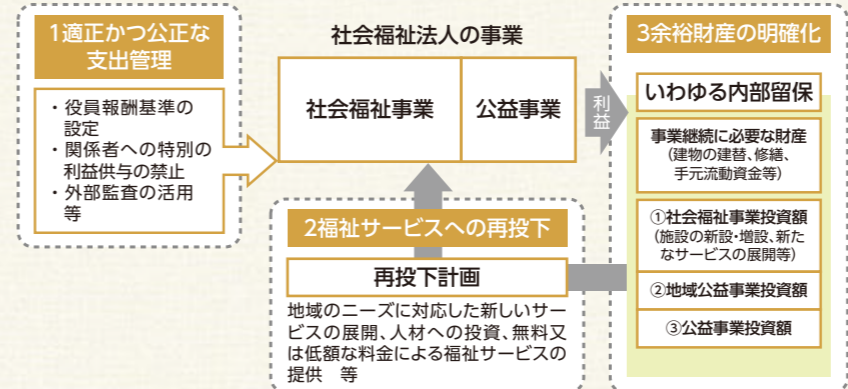 1適正かつ公正な
支出管理
・役員報酬基準の
設定
・関係者への特別の
利益供与の禁止
・外部監査の活用
等
社会福祉法人の事業
社会福祉事業
公益事業
利益
2福祉サービスへの再投下
再投下計画
地域のニーズに対応した新しいサー
ビスの展開、人材への投資、無料又
は低額な料金による福祉サービスの
提供　等
3余裕財産の明確化
いわゆる内部留保
事業継続に必要な財産
(建物の建替、修繕、
手元流動資金等)
①社会福祉事業投資額
(施設の新設・増設、新た
なサービスの展開等)
②地域公益事業投資額
③公益事業投資額